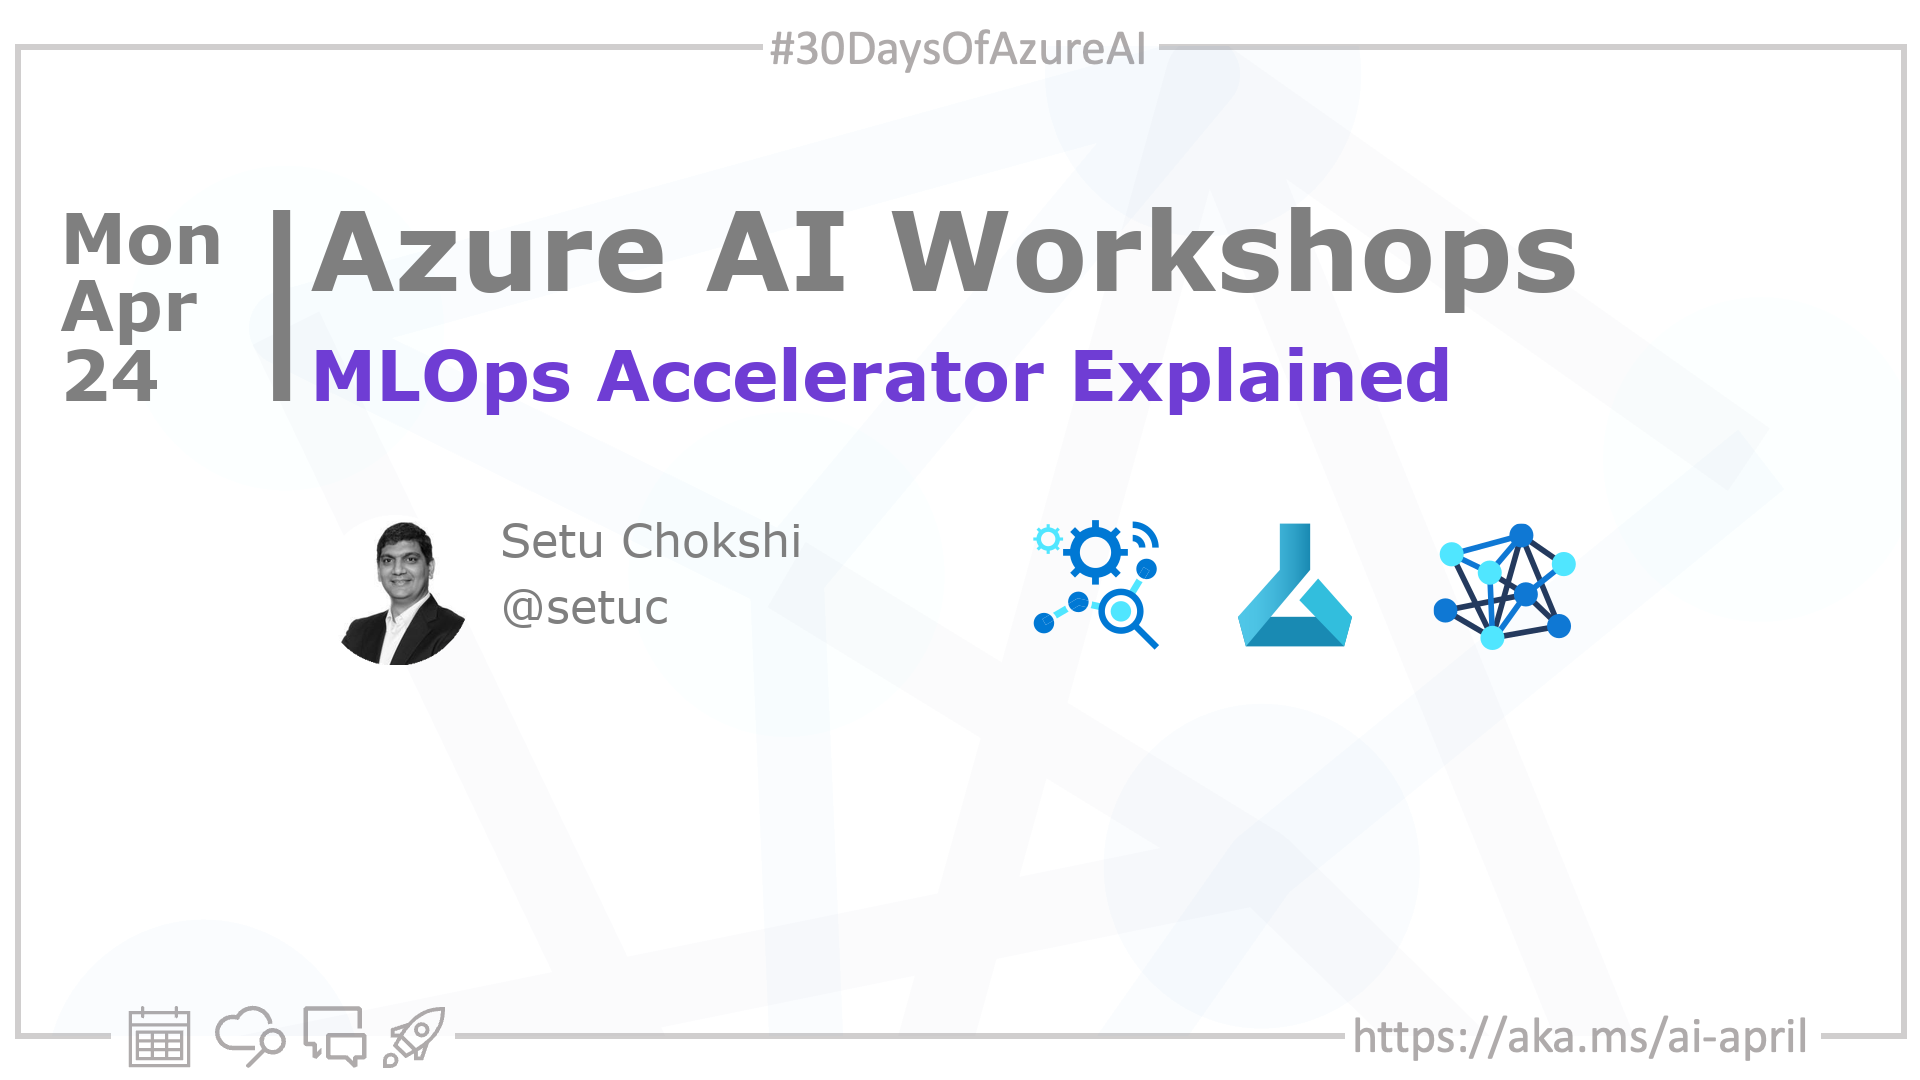 #30DaysOfAzureAI
Mon
Apr
24
Azure AI Workshops
MLOps Accelerator Explained
Setu Chokshi
@setuc
https://aka.ms/ai-april